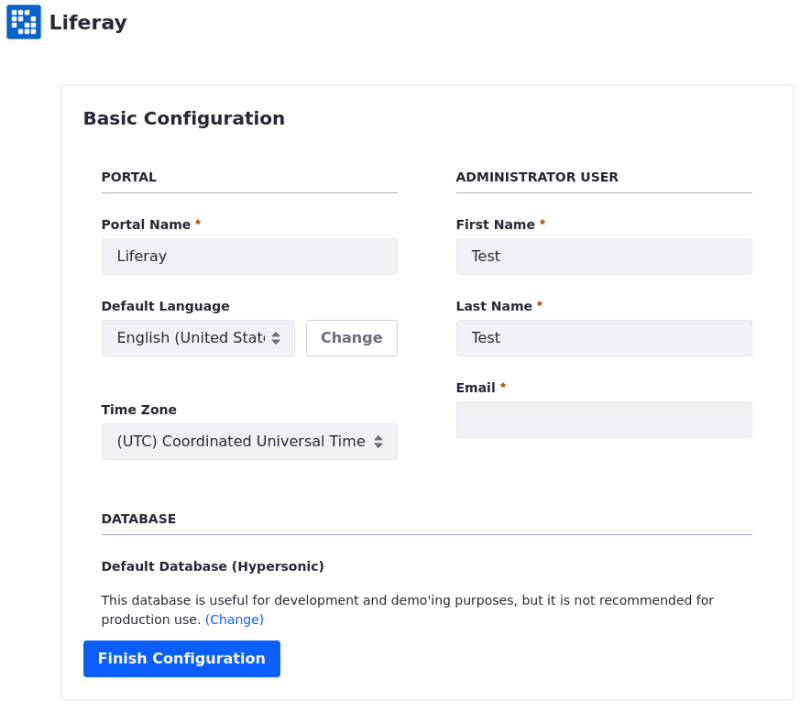 Liferay
Basic Configuration
PORTAL
Portal Name *
Liferay
Default Language
English (United State
Change
Time Zone
(UTC) Coordinated Universal Time
ADMINISTRATOR USER
First Name *
Test
Last Name *
Test
Email *
DATABASE
Default Database (Hypersonic)
This database is useful for development and demo'ing purposes, but it is not recommended for
production use. (Change)
Finish Configuration